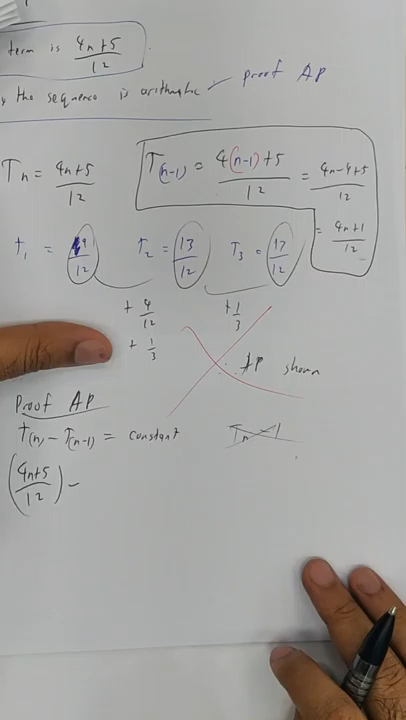 term is (4n+5)/12
the sequence is arithmetic - proof AP
Tn = (4n+5)/12
T(n-1) = (4(n-1)+5)/12 = (4n-4+5)/12
= (4n+1)/12
t1 = 9/12 T2 = 13/12 T3 = 17/12
+ 4/12 + 1/3
+ 1/3
AP shown
Proof AP
T(n) - T(n-1) = constant Tn - 1
((4n+5)/12) -